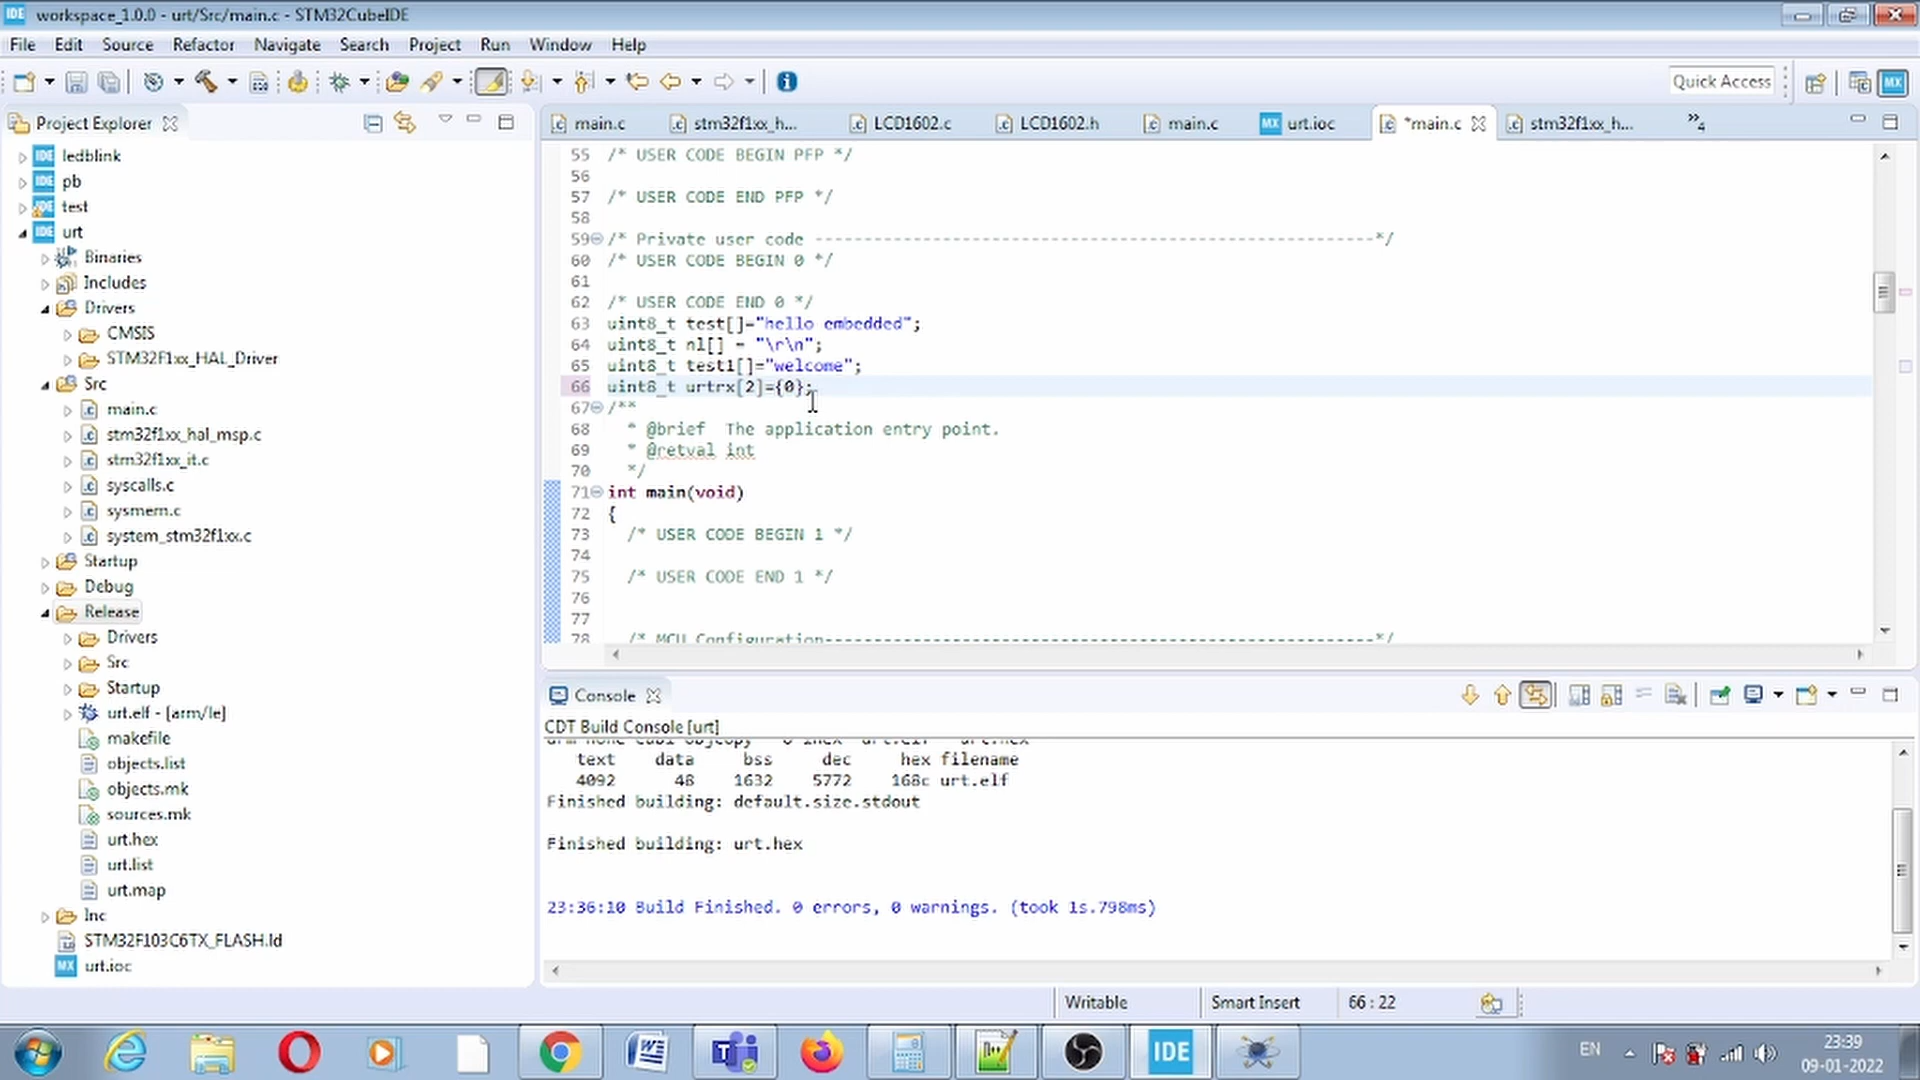 workspace_1.0.0 - urt/Src/main.c - STM32CubeIDE
File Edit Source Refactor Navigate Search Project Run Window Help
Quick Access
Project Explorer
ledblink
pb
test
urt
Binaries
Includes
Drivers
CMSIS
STM32F1xx_HAL_Driver
Src
main.c
stm32f1xx_hal_msp.c
stm32f1xx_it.c
syscalls.c
sysmem.c
system_stm32f1xx.c
Startup
Debug
Release
Drivers
Src
Startup
urt.elf - [arm/le]
makefile
objects.list
objects.mk
sources.mk
urt.hex
urt.list
urt.map
Inc
STM32F103C6TX_FLASH.ld
urt.ioc
main.c stm32f1xx_h... LCD1602.c LCD1602.h main.c urt.ioc *main.c stm32f1xx_h... »4
55 /* USER CODE BEGIN PFP */
56
57 /* USER CODE END PFP */
58
59 /* Private user code ---------------------------------------------------------*/
60 /* USER CODE BEGIN 0 */
61
62 /* USER CODE END 0 */
63 uint8_t test[]="hello embedded";
64 uint8_t nl[] = "\r\n";
65 uint8_t test1[]="welcome";
66 uint8_t urtrx[2]={0};
67 /**
68 * @brief  The application entry point.
69 * @retval int
70 */
71 int main(void)
72 {
73 /* USER CODE BEGIN 1 */
74
75 /* USER CODE END 1 */
76
77
78 /* MCU Configuration--------------------------------------------------------*/
Console
CDT Build Console [urt]
text data bss dec hex filename
4092 48 1632 5772 168c urt.elf
Finished building: default.size.stdout
Finished building: urt.hex
23:36:10 Build Finished. 0 errors, 0 warnings. (took 1s.798ms)
Writable Smart Insert 66 : 22
EN
23:39
09-01-2022